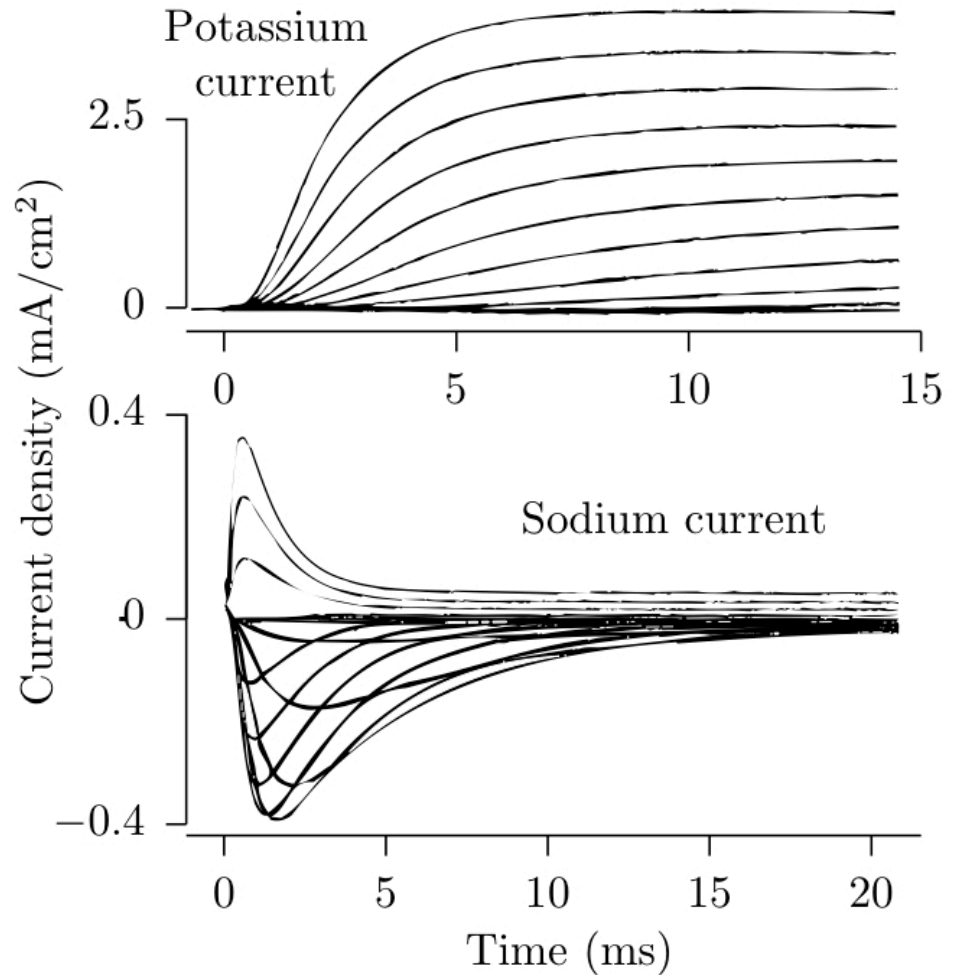 Potassium
current
2.5
0
0 5 10 15
Current density (mA/cm²)
0.4
Sodium current
0
−0.4
0 5 10 15 20
Time (ms)